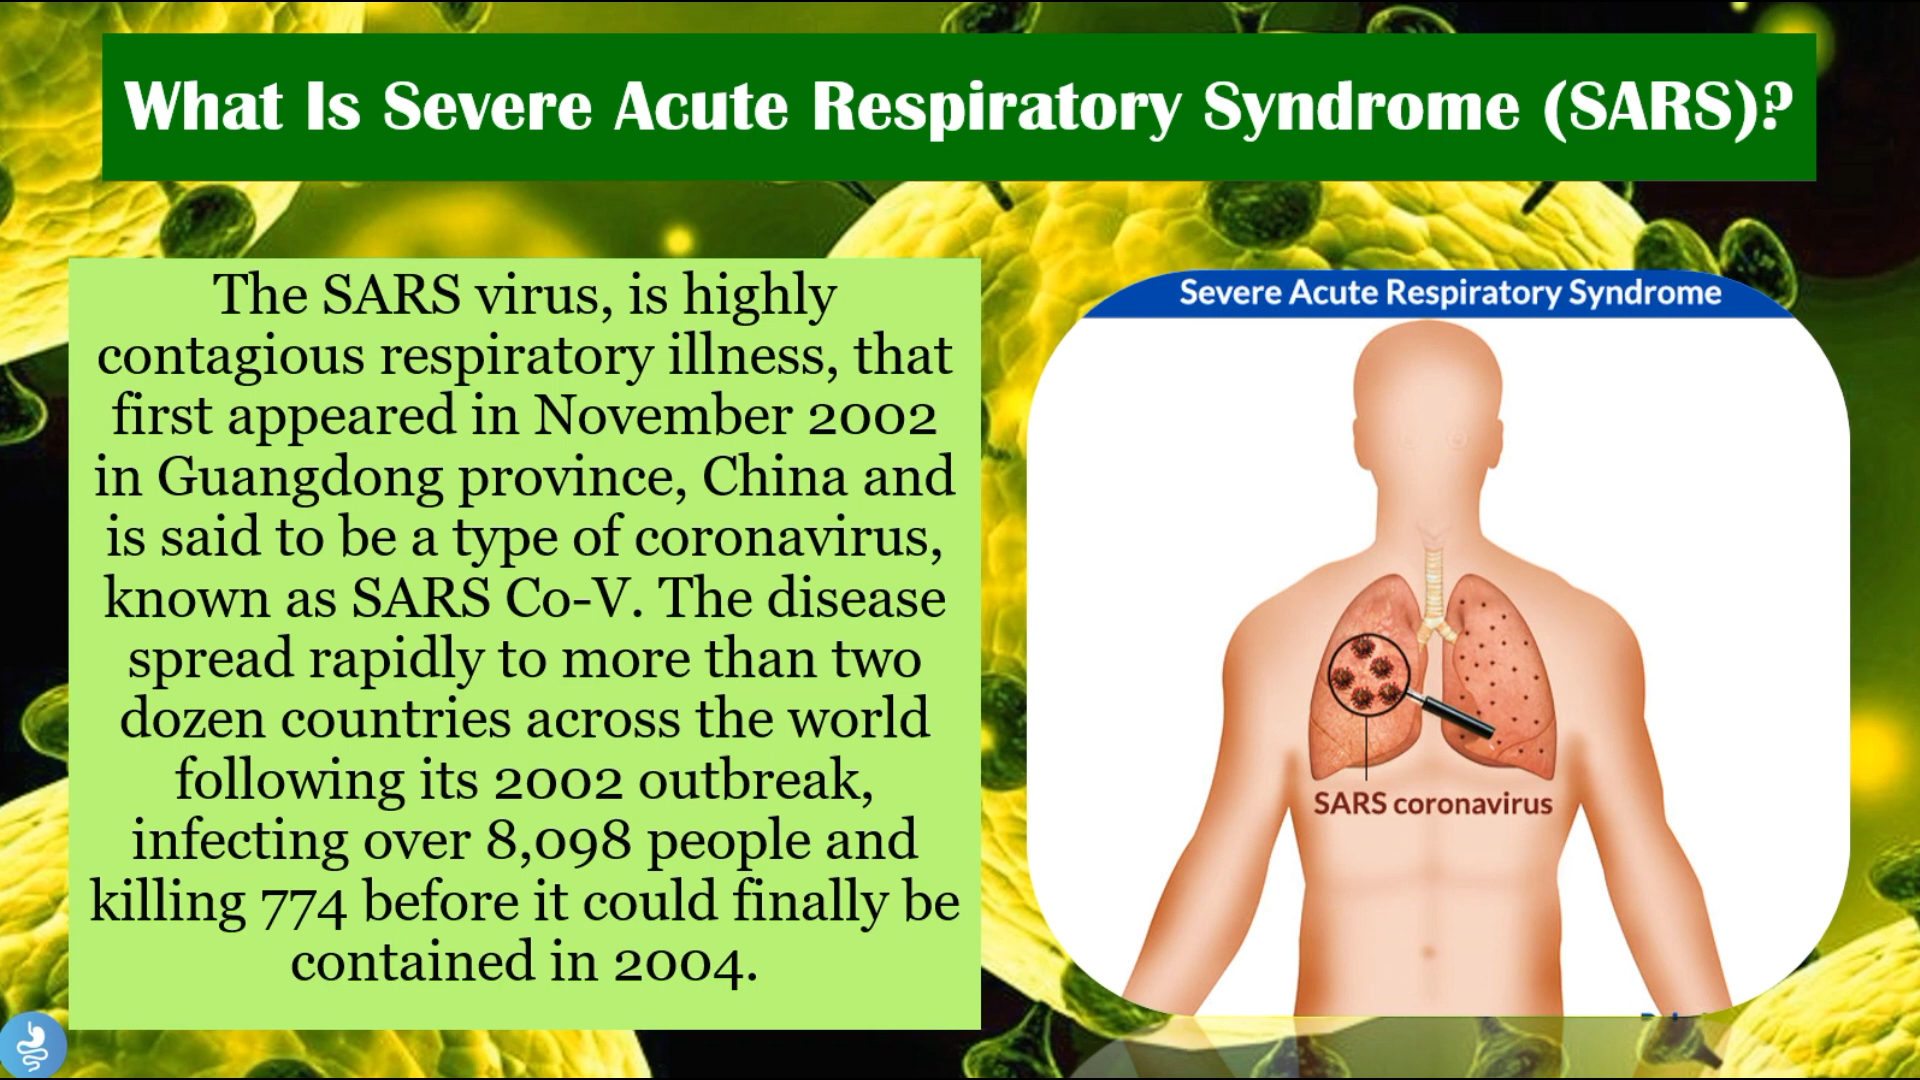 What Is Severe Acute Respiratory Syndrome (SARS)?
The SARS virus, is highly
contagious respiratory illness, that
first appeared in November 2002
in Guangdong province, China and
is said to be a type of coronavirus,
known as SARS Co-V. The disease
spread rapidly to more than two
dozen countries across the world
following its 2002 outbreak,
infecting over 8,098 people and
killing 774 before it could finally be
contained in 2004.
Severe Acute Respiratory Syndrome
SARS coronavirus